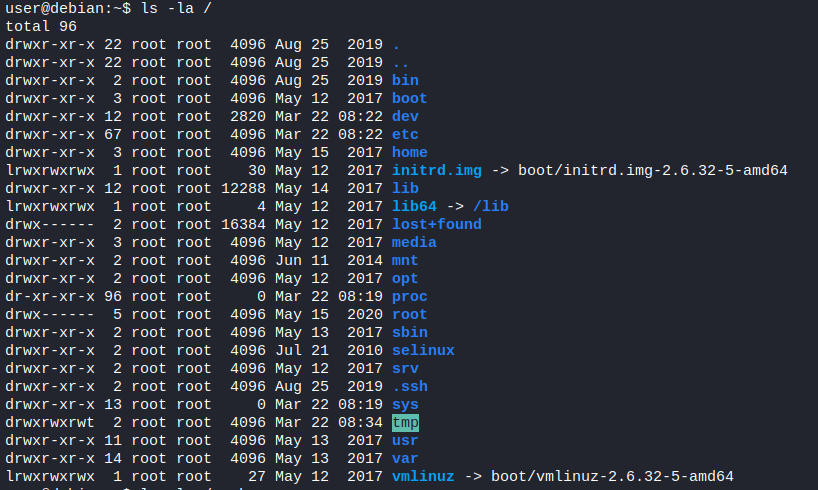 user@debian:~$ ls -la /
total 96
drwxr-xr-x 22 root root  4096 Aug 25  2019 .
drwxr-xr-x 22 root root  4096 Aug 25  2019 ..
drwxr-xr-x  2 root root  4096 Aug 25  2019 bin
drwxr-xr-x  3 root root  4096 May 12  2017 boot
drwxr-xr-x 12 root root  2820 Mar 22 08:22 dev
drwxr-xr-x 67 root root  4096 Mar 22 08:22 etc
drwxr-xr-x  3 root root  4096 May 15  2017 home
lrwxrwxrwx  1 root root    30 May 12  2017 initrd.img -> boot/initrd.img-2.6.32-5-amd64
drwxr-xr-x 12 root root 12288 May 14  2017 lib
lrwxrwxrwx  1 root root     4 May 12  2017 lib64 -> /lib
drwx------  2 root root 16384 May 12  2017 lost+found
drwxr-xr-x  3 root root  4096 May 12  2017 media
drwxr-xr-x  2 root root  4096 Jun 11  2014 mnt
drwxr-xr-x  2 root root  4096 May 12  2017 opt
dr-xr-xr-x 96 root root     0 Mar 22 08:19 proc
drwx------  5 root root  4096 May 15  2020 root
drwxr-xr-x  2 root root  4096 May 13  2017 sbin
drwxr-xr-x  2 root root  4096 Jul 21  2010 selinux
drwxr-xr-x  2 root root  4096 May 12  2017 srv
drwxr-xr-x  2 root root  4096 Aug 25  2019 .ssh
drwxr-xr-x 13 root root     0 Mar 22 08:19 sys
drwxrwxrwt  2 root root  4096 Mar 22 08:34 tmp
drwxr-xr-x 11 root root  4096 May 13  2017 usr
drwxr-xr-x 14 root root  4096 May 13  2017 var
lrwxrwxrwx  1 root root    27 May 12  2017 vmlinuz -> boot/vmlinuz-2.6.32-5-amd64